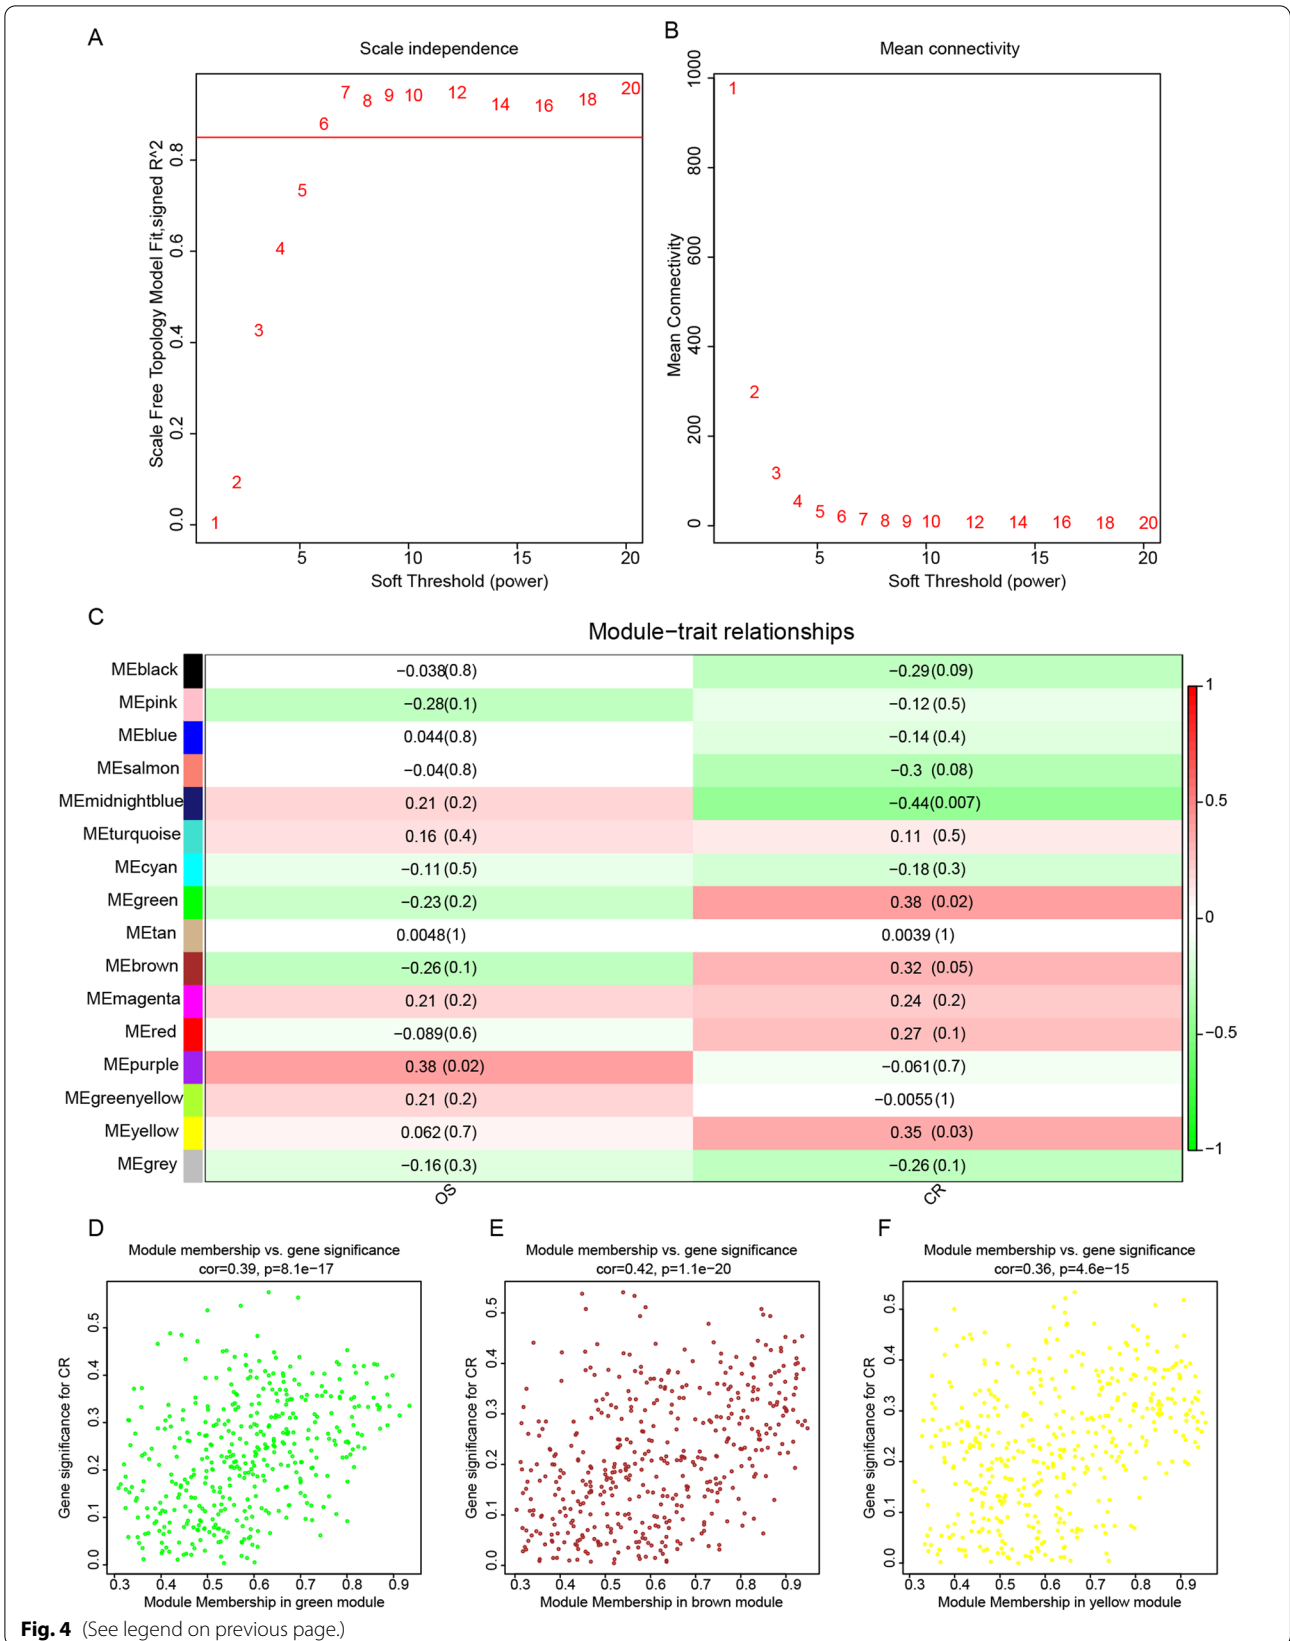 A
Scale independence
Scale Free Topology Model Fit,signed R^2
0.0 0.2 0.4 0.6 0.8
1 2 3 4 5 6 7 8 9 10 12 14 16 18 20
5 10 15 20
Soft Threshold (power)
B
Mean connectivity
Mean Connectivity
0 200 400 600 800 1000
1 2 3 4 5 6 7 8 9 10 12 14 16 18 20
5 10 15 20
Soft Threshold (power)
C
Module−trait relationships
MEblack −0.038(0.8) −0.29(0.09)
MEpink −0.28(0.1) −0.12(0.5)
MEblue 0.044(0.8) −0.14(0.4)
MEsalmon −0.04(0.8) −0.3 (0.08)
MEmidnightblue 0.21 (0.2) −0.44(0.007)
MEturquoise 0.16 (0.4) 0.11 (0.5)
MEcyan −0.11(0.5) −0.18(0.3)
MEgreen −0.23(0.2) 0.38 (0.02)
MEtan 0.0048(1) 0.0039(1)
MEbrown −0.26(0.1) 0.32 (0.05)
MEmagenta 0.21 (0.2) 0.24 (0.2)
MEred −0.089(0.6) 0.27 (0.1)
MEpurple 0.38 (0.02) −0.061(0.7)
MEgreenyellow 0.21 (0.2) −0.0055(1)
MEyellow 0.062(0.7) 0.35 (0.03)
MEgrey −0.16(0.3) −0.26(0.1)
OS CR
1
0.5
0
−0.5
−1
D
Module membership vs. gene significance
cor=0.39, p=8.1e−17
Gene significance for CR
0.0 0.1 0.2 0.3 0.4 0.5
0.3 0.4 0.5 0.6 0.7 0.8 0.9
Module Membership in green module
E
Module membership vs. gene significance
cor=0.42, p=1.1e−20
Gene significance for CR
0.0 0.1 0.2 0.3 0.4 0.5
0.3 0.4 0.5 0.6 0.7 0.8 0.9
Module Membership in brown module
F
Module membership vs. gene significance
cor=0.36, p=4.6e−15
Gene significance for CR
0.0 0.1 0.2 0.3 0.4 0.5
0.3 0.4 0.5 0.6 0.7 0.8 0.9
Module Membership in yellow module
Fig. 4 (See legend on previous page.)